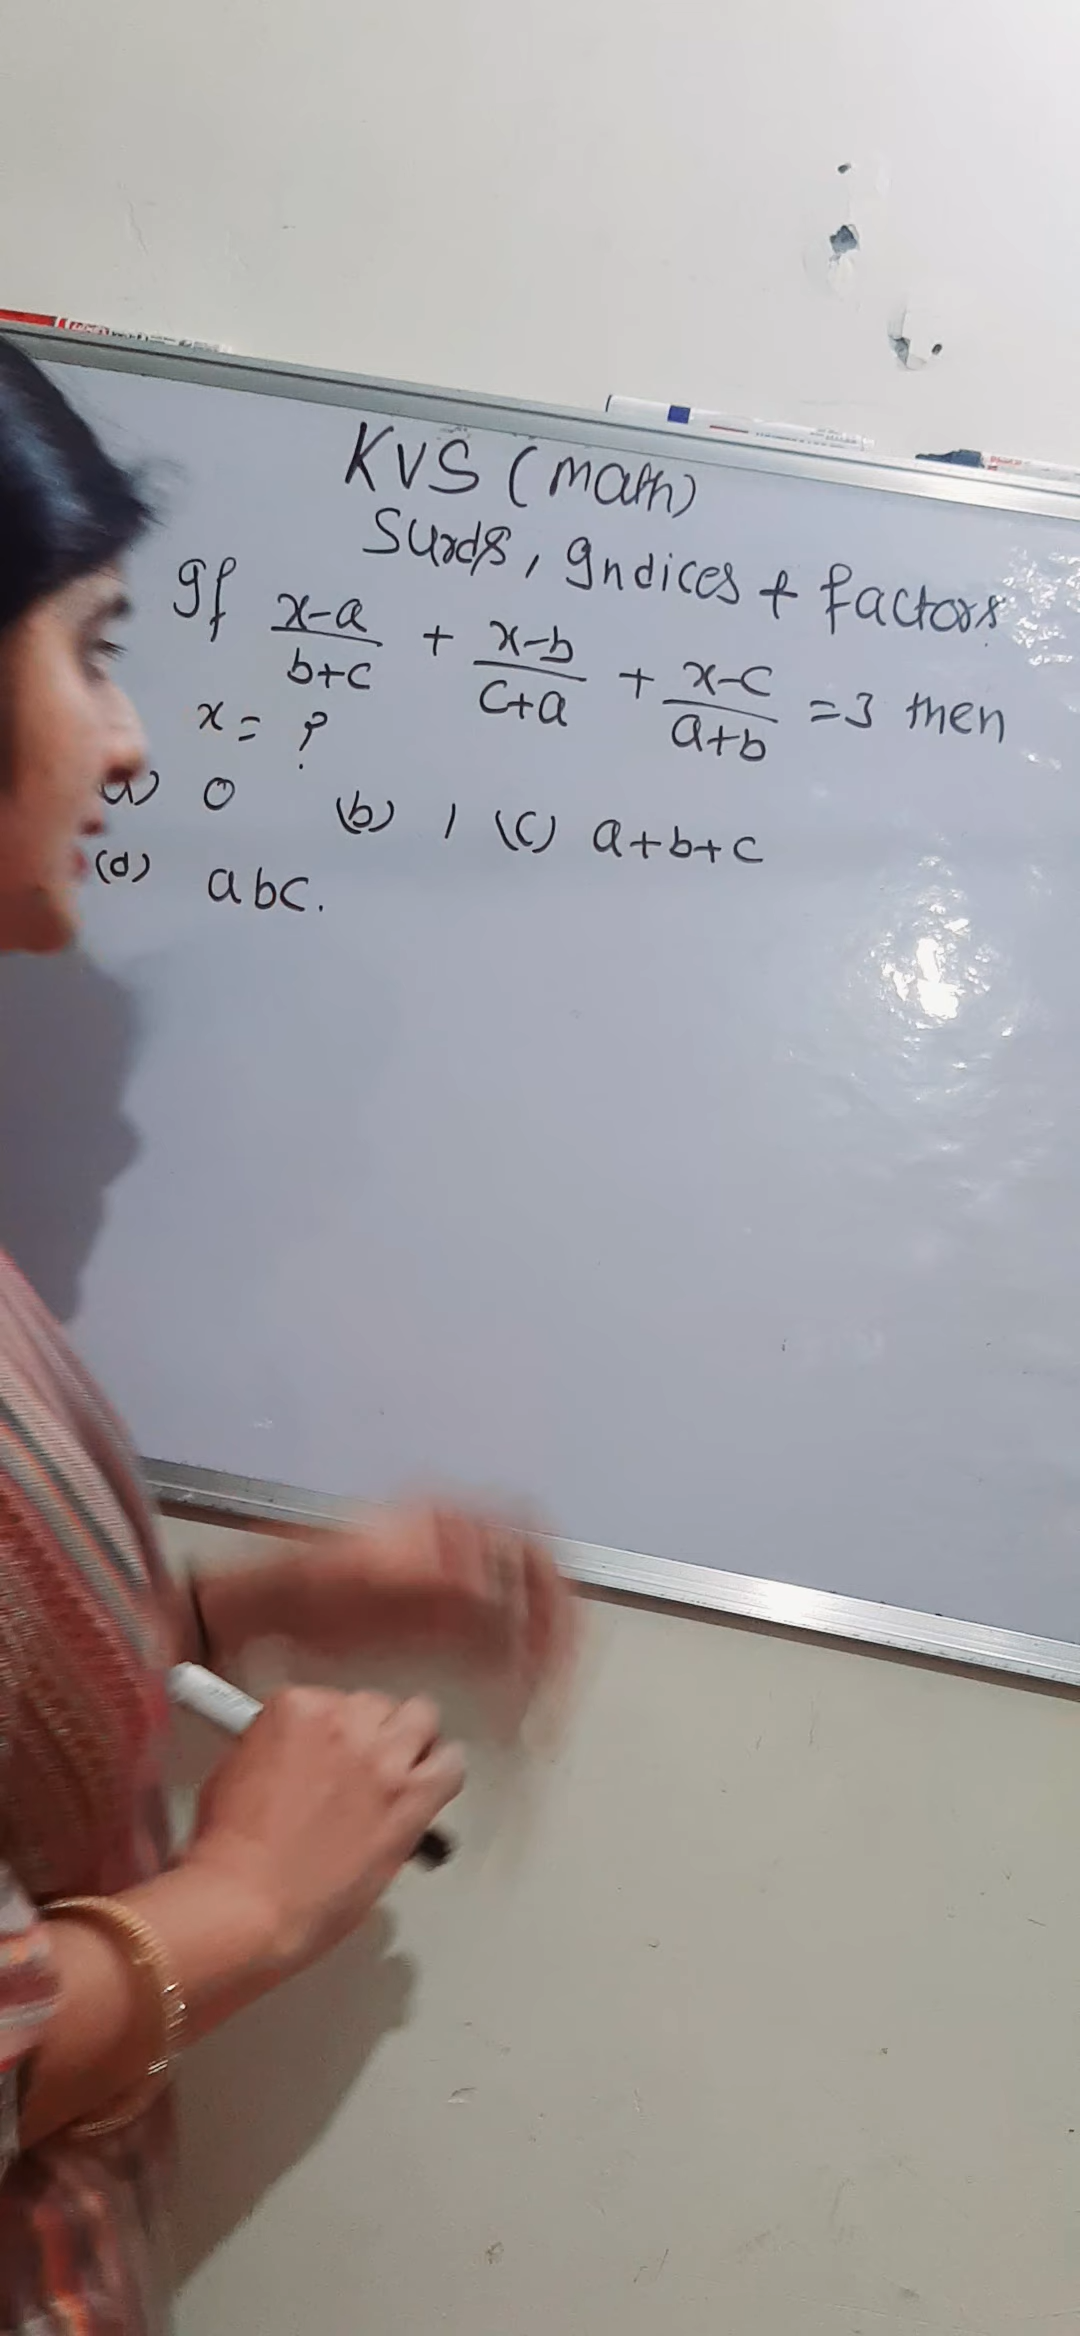 KVS (math)
Surds, Indices + factors
If x-a/b+c + x-b/c+a + x-c/a+b =3 then
x = ?
a) 0 (b) 1 (c) a+b+c
(d) abc.